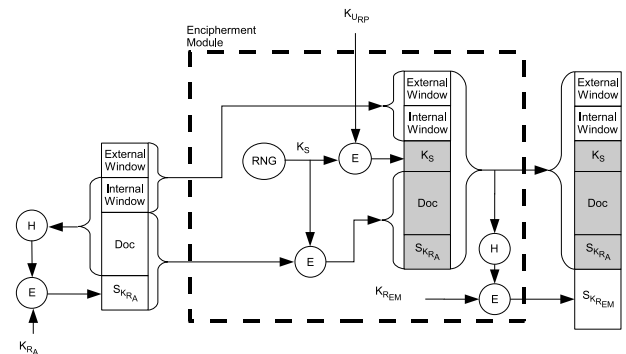 K_URP
Encipherment
Module
External
Window
Internal
Window
K_S
Doc
S_KRA
External
Window
Internal
Window
K_S
Doc
S_KRA
S_KREM
RNG
K_S
E
External
Window
Internal
Window
Doc
S_KRA
H
E
K_RA
E
H
K_REM
E